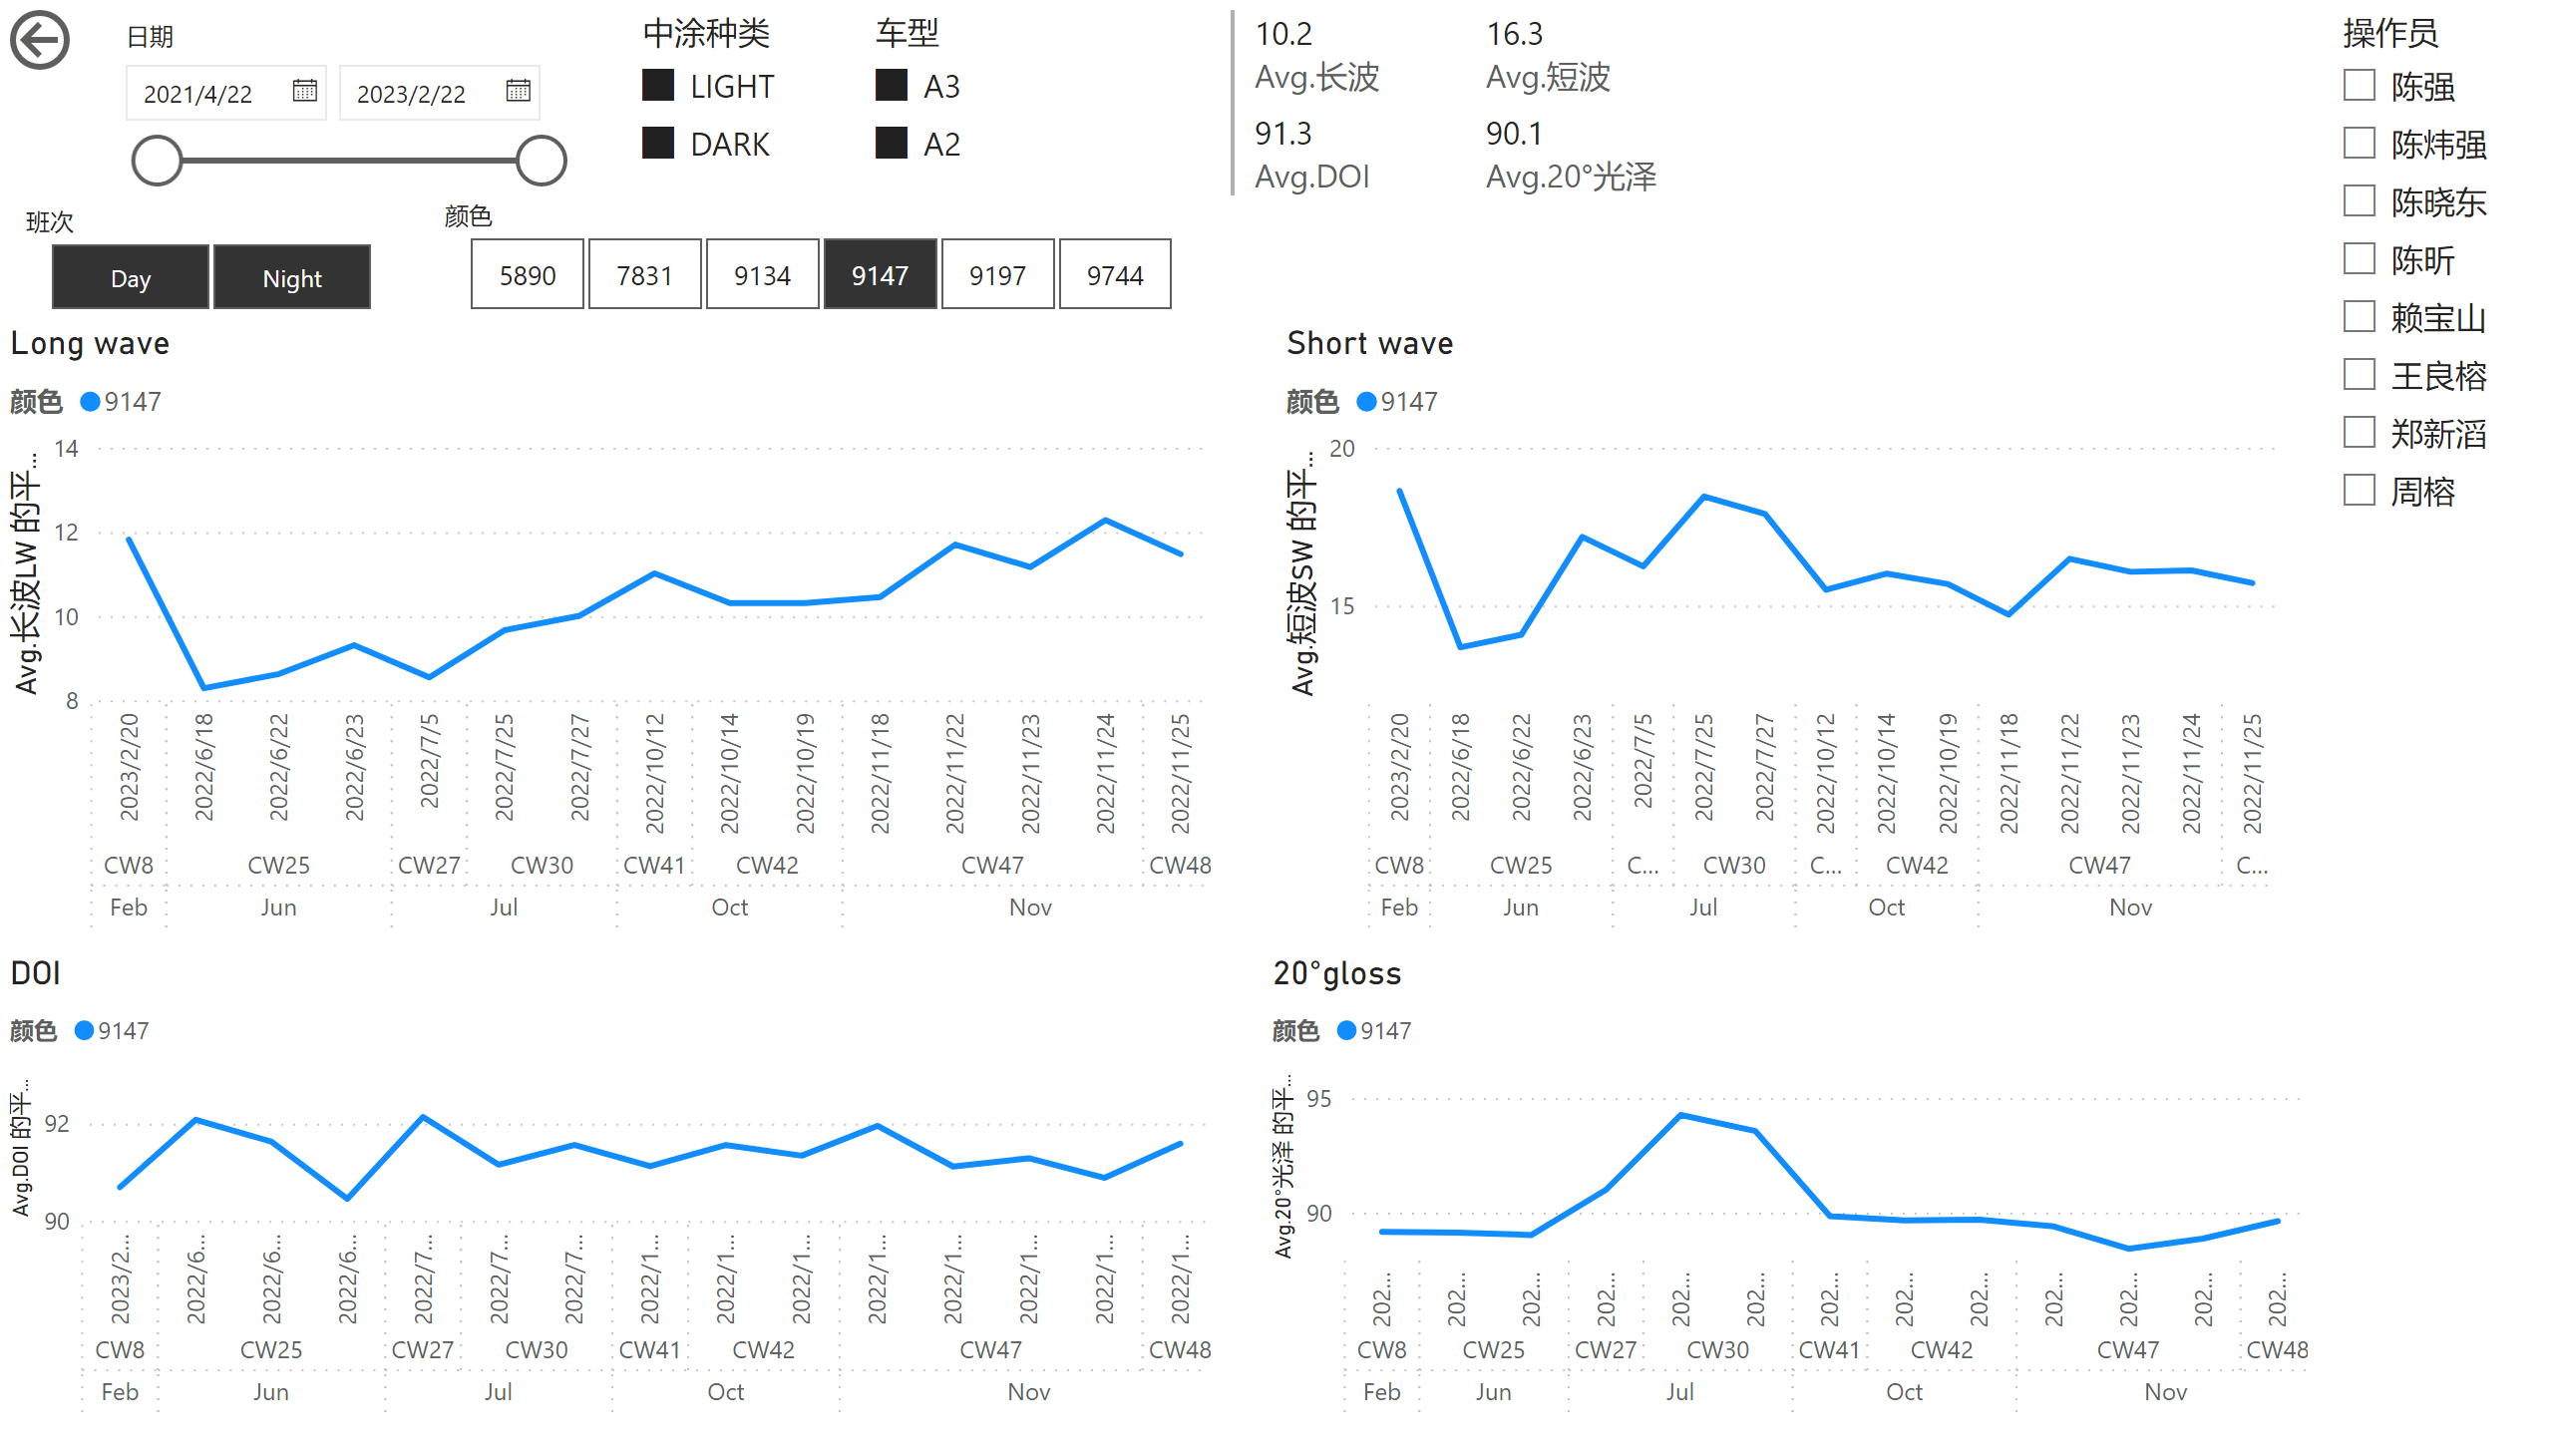 日期
2021/4/22
2023/2/22
中涂种类
LIGHT
DARK
车型
A3
A2
10.2
Avg.长波
16.3
Avg.短波
91.3
Avg.DOI
90.1
Avg.20°光泽
操作员
陈强
陈炜强
陈晓东
陈昕
赖宝山
王良榕
郑新滔
周榕
班次
Day
Night
颜色
5890
7831
9134
9147
9197
9744
Long wave
颜色 9147
Avg.长波LW 的平...
14
12
10
8
2023/2/20 2022/6/18 2022/6/22 2022/6/23 2022/7/5 2022/7/25 2022/7/27 2022/10/12 2022/10/14 2022/10/19 2022/11/18 2022/11/22 2022/11/23 2022/11/24 2022/11/25
CW8 CW25 CW27 CW30 CW41 CW42 CW47 CW48
Feb Jun Jul Oct Nov
Short wave
颜色 9147
Avg.短波SW 的平...
20
15
2023/2/20 2022/6/18 2022/6/22 2022/6/23 2022/7/5 2022/7/25 2022/7/27 2022/10/12 2022/10/14 2022/10/19 2022/11/18 2022/11/22 2022/11/23 2022/11/24 2022/11/25
CW8 CW25 C... CW30 C... CW42 CW47 C...
Feb Jun Jul Oct Nov
DOI
颜色 9147
Avg.DOI 的平...
92
90
2023/2... 2022/6... 2022/6... 2022/6... 2022/7... 2022/7... 2022/7... 2022/1... 2022/1... 2022/1... 2022/1... 2022/1... 2022/1... 2022/1... 2022/1...
CW8 CW25 CW27 CW30 CW41 CW42 CW47 CW48
Feb Jun Jul Oct Nov
20°gloss
颜色 9147
Avg.20°光泽 的平...
95
90
202... 202... 202... 202... 202... 202... 202... 202... 202... 202... 202... 202... 202...
CW8 CW25 CW27 CW30 CW41 CW42 CW47 CW48
Feb Jun Jul Oct Nov